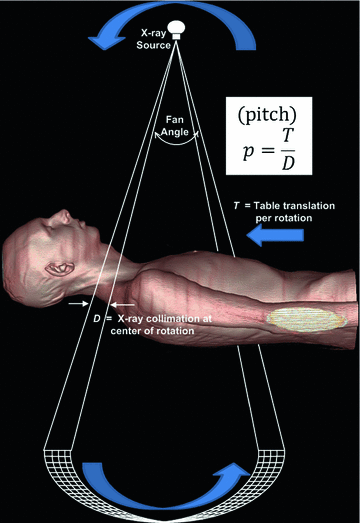 X-ray
Source
Fan
Angle
(pitch)
p = T/D
T = Table translation
per rotation
D = X-ray collimation at
center of rotation